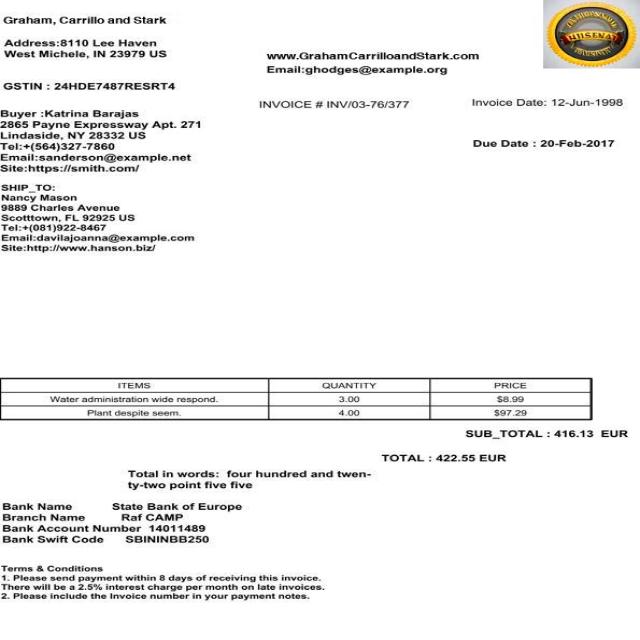 Graham, Carrillo and Stark
Address:8110 Lee Haven
West Michele, IN 23979 US
www.GrahamCarrilloandStark.com
Email:ghodges@example.org
GSTIN : 24HDE7487RESRT4
INVOICE # INV/03-76/377
Invoice Date: 12-Jun-1998
Due Date : 20-Feb-2017
Buyer :Katrina Barajas
2865 Payne Expressway Apt. 271
Lindaside, NY 28332 US
Tel:+(564)327-7860
Email:sanderson@example.net
Site:https://smith.com/
SHIP_TO:
Nancy Mason
9889 Charles Avenue
Scotttown, FL 92925 US
Tel:+(081)922-8467
Email:davilajoanna@example.com
Site:http://www.hanson.biz/
ITEMS QUANTITY PRICE
Water administration wide respond. 3.00 $8.99
Plant despite seem. 4.00 $97.29
SUB_TOTAL : 416.13 EUR
TOTAL : 422.55 EUR
Total in words: four hundred and twen-
ty-two point five five
Bank Name State Bank of Europe
Branch Name Raf CAMP
Bank Account Number 14011489
Bank Swift Code SBININBB250
Terms & Conditions
1. Please send payment within 8 days of receiving this invoice.
There will be a 2.5% interest charge per month on late invoices.
2. Please include the Invoice number in your payment notes.